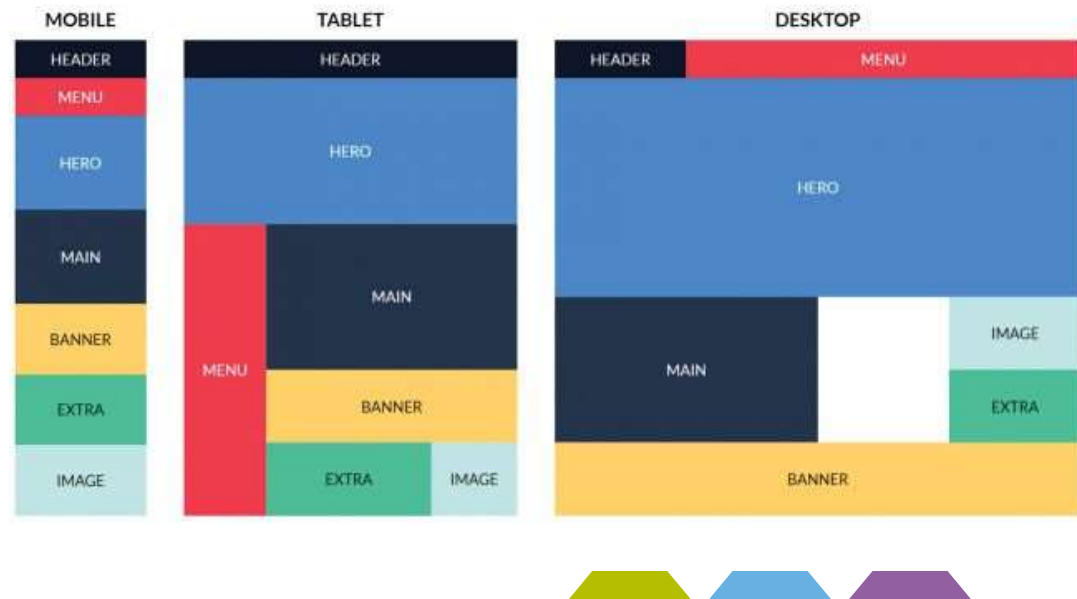 MOBILE
HEADER
MENU
HERO
MAIN
BANNER
EXTRA
IMAGE
TABLET
HEADER
HERO
MENU
MAIN
BANNER
EXTRA
IMAGE
DESKTOP
HEADER
MENU
HERO
MAIN
IMAGE
EXTRA
BANNER